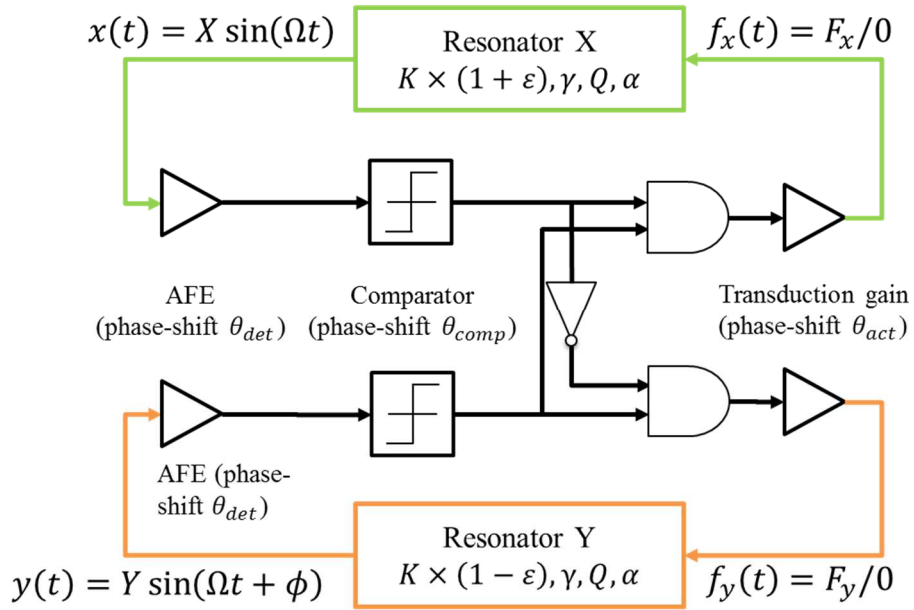 x(t) = X sin(Ωt)
Resonator X
K × (1 + ε), γ, Q, α
f_x(t) = F_x/0
AFE
(phase-shift θ_det)
Comparator
(phase-shift θ_comp)
Transduction gain
(phase-shift θ_act)
AFE (phase-
shift θ_det)
y(t) = Y sin(Ωt + ϕ)
Resonator Y
K × (1 − ε), γ, Q, α
f_y(t) = F_y/0